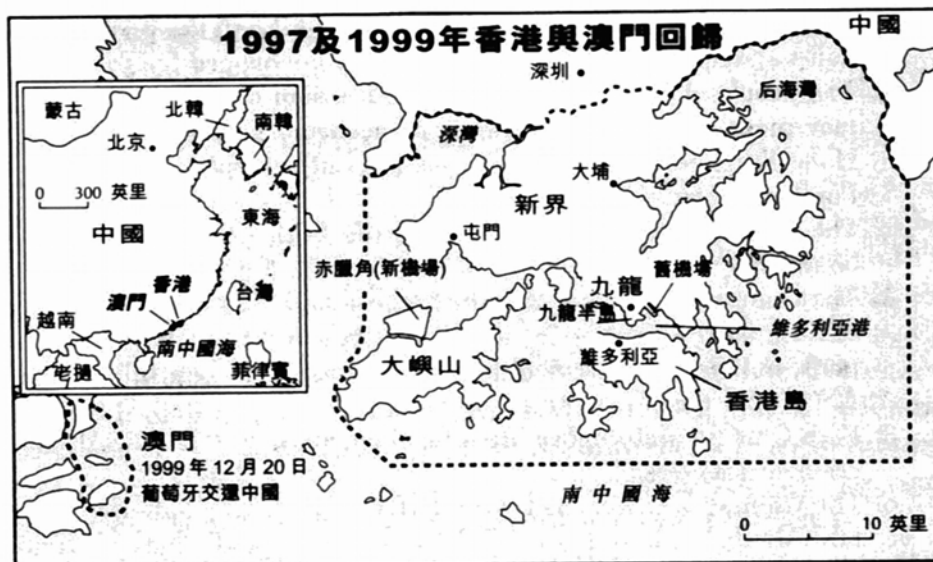 1997及1999年香港與澳門回歸
中國
深圳
后海灣
深灣
大埔
新界
屯門
赤臘角(新機場)
舊機場
九龍
九龍半島
維多利亞港
維多利亞
大嶼山
香港島
南中國海
0 10 英里
蒙古
北韓
南韓
北京
0 300 英里
東海
中國
香港
澳門
台灣
越南
南中國海
老撾
菲律賓
澳門
1999年12月20日
葡萄牙交還中國